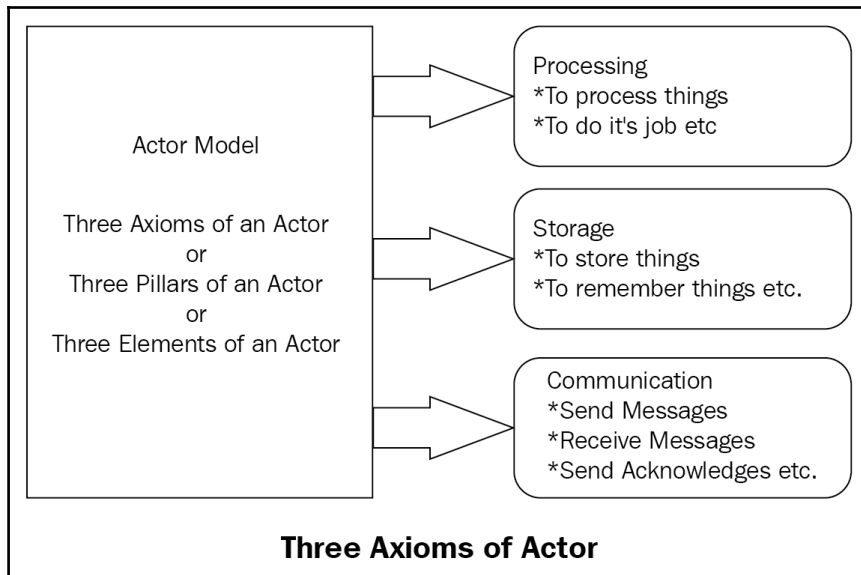 Actor Model
Three Axioms of an Actor
or
Three Pillars of an Actor
or
Three Elements of an Actor
Processing
*To process things
*To do it's job etc
Storage
*To store things
*To remember things etc.
Communication
*Send Messages
*Receive Messages
*Send Acknowledges etc.
Three Axioms of Actor